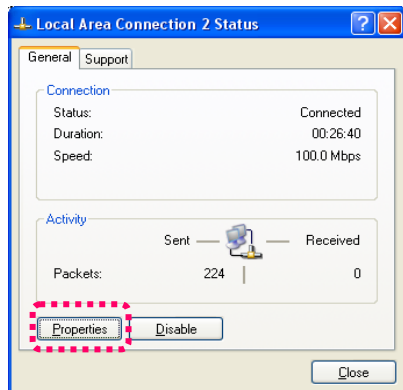 Local Area Connection 2 Status
General Support
Connection
Status: Connected
Duration: 00:26:40
Speed: 100.0 Mbps
Activity
Sent Received
Packets: 224 0
Properties Disable
Close